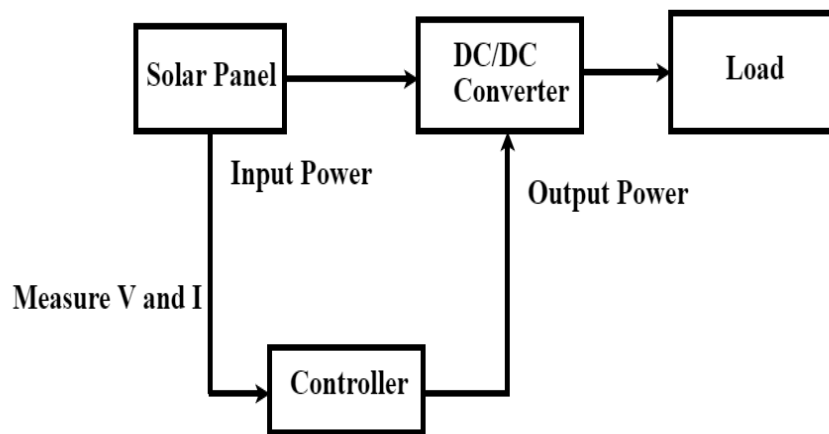 Solar Panel
DC/DC
Converter
Load
Input Power
Output Power
Measure V and I
Controller